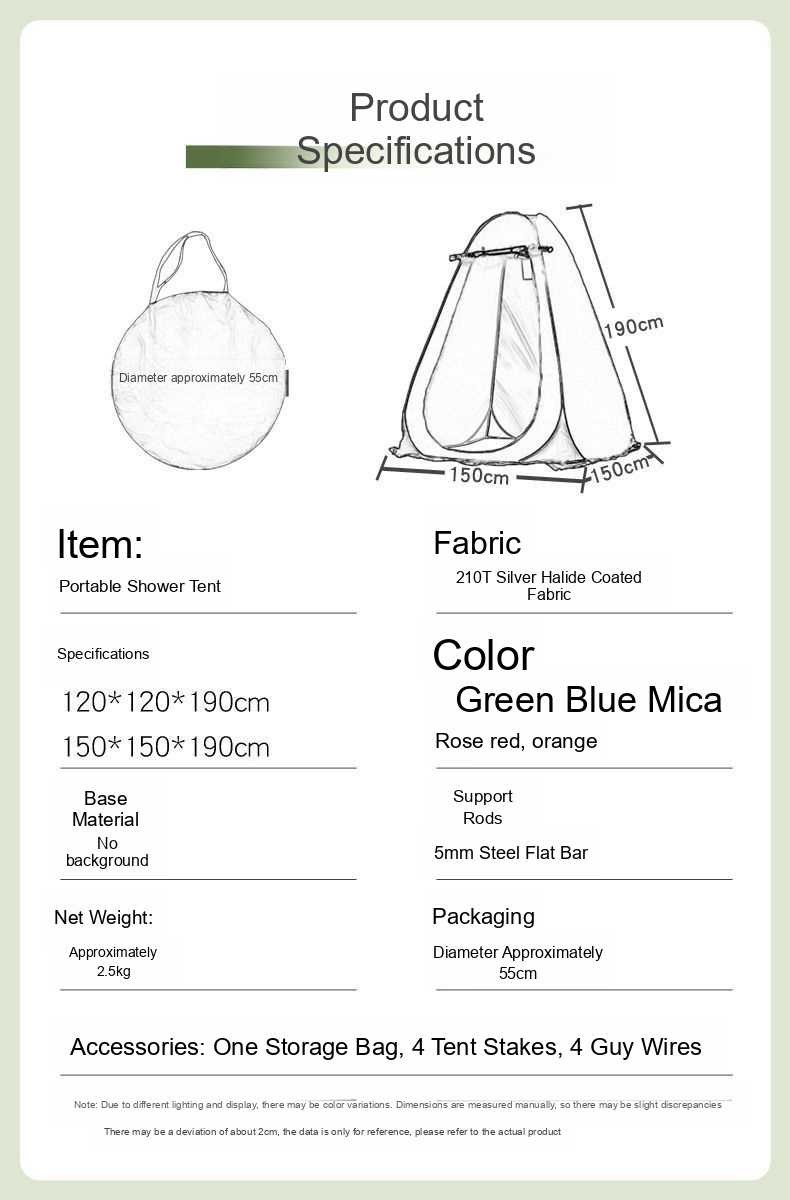 Product
Specifications
Diameter approximately 55cm
190cm
150cm
150cm
Item:
Portable Shower Tent
Fabric
210T Silver Halide Coated
Fabric
Specifications
120*120*190cm
150*150*190cm
Color
Green Blue Mica
Rose red, orange
Base
Material
No
background
Support
Rods
5mm Steel Flat Bar
Net Weight:
Approximately
2.5kg
Packaging
Diameter Approximately
55cm
Accessories: One Storage Bag, 4 Tent Stakes, 4 Guy Wires
Note: Due to different lighting and display, there may be color variations. Dimensions are measured manually, so there may be slight discrepancies
There may be a deviation of about 2cm, the data is only for reference, please refer to the actual product